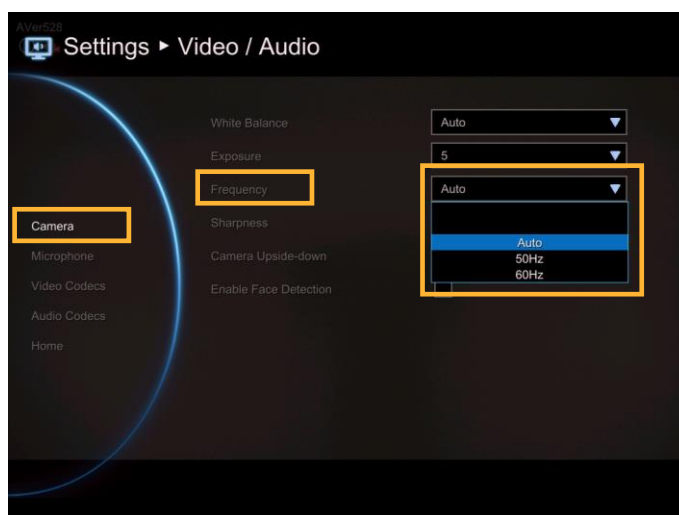 AVer528
Settings ► Video / Audio
White Balance
Auto
Exposure
5
Frequency
Auto
Camera
Sharpness
Auto
Microphone
Camera Upside-down
50Hz
60Hz
Video Codecs
Enable Face Detection
Audio Codecs
Home